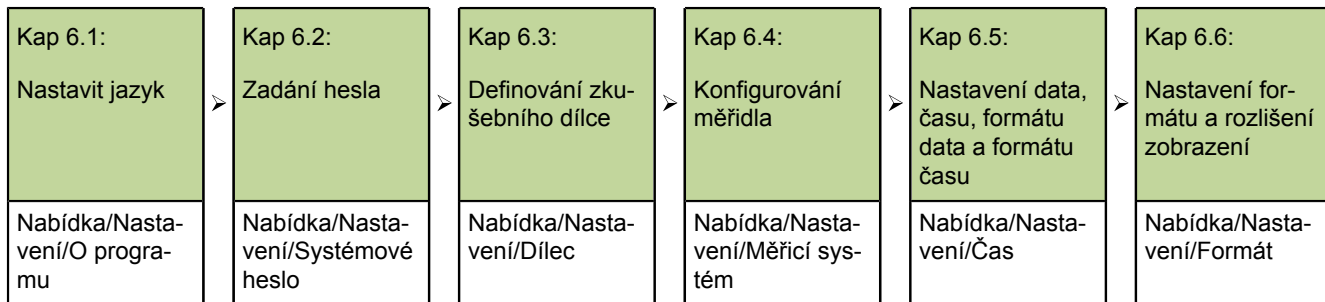 Kap 6.1:
Nastavit jazyk
Nabídka/Nasta-
vení/O progra-
mu
Kap 6.2:
Zadání hesla
Nabídka/Nasta-
vení/Systémové
heslo
Kap 6.3:
Definování zku-
šebního dílce
Nabídka/Nasta-
vení/Dílec
Kap 6.4:
Konfigurování
měřidla
Nabídka/Nasta-
vení/Měřicí sys-
tém
Kap 6.5:
Nastavení data,
času, formátu
data a formátu
času
Nabídka/Nasta-
vení/Čas
Kap 6.6:
Nastavení for-
mátu a rozlišení
zobrazení
Nabídka/Nasta-
vení/Formát